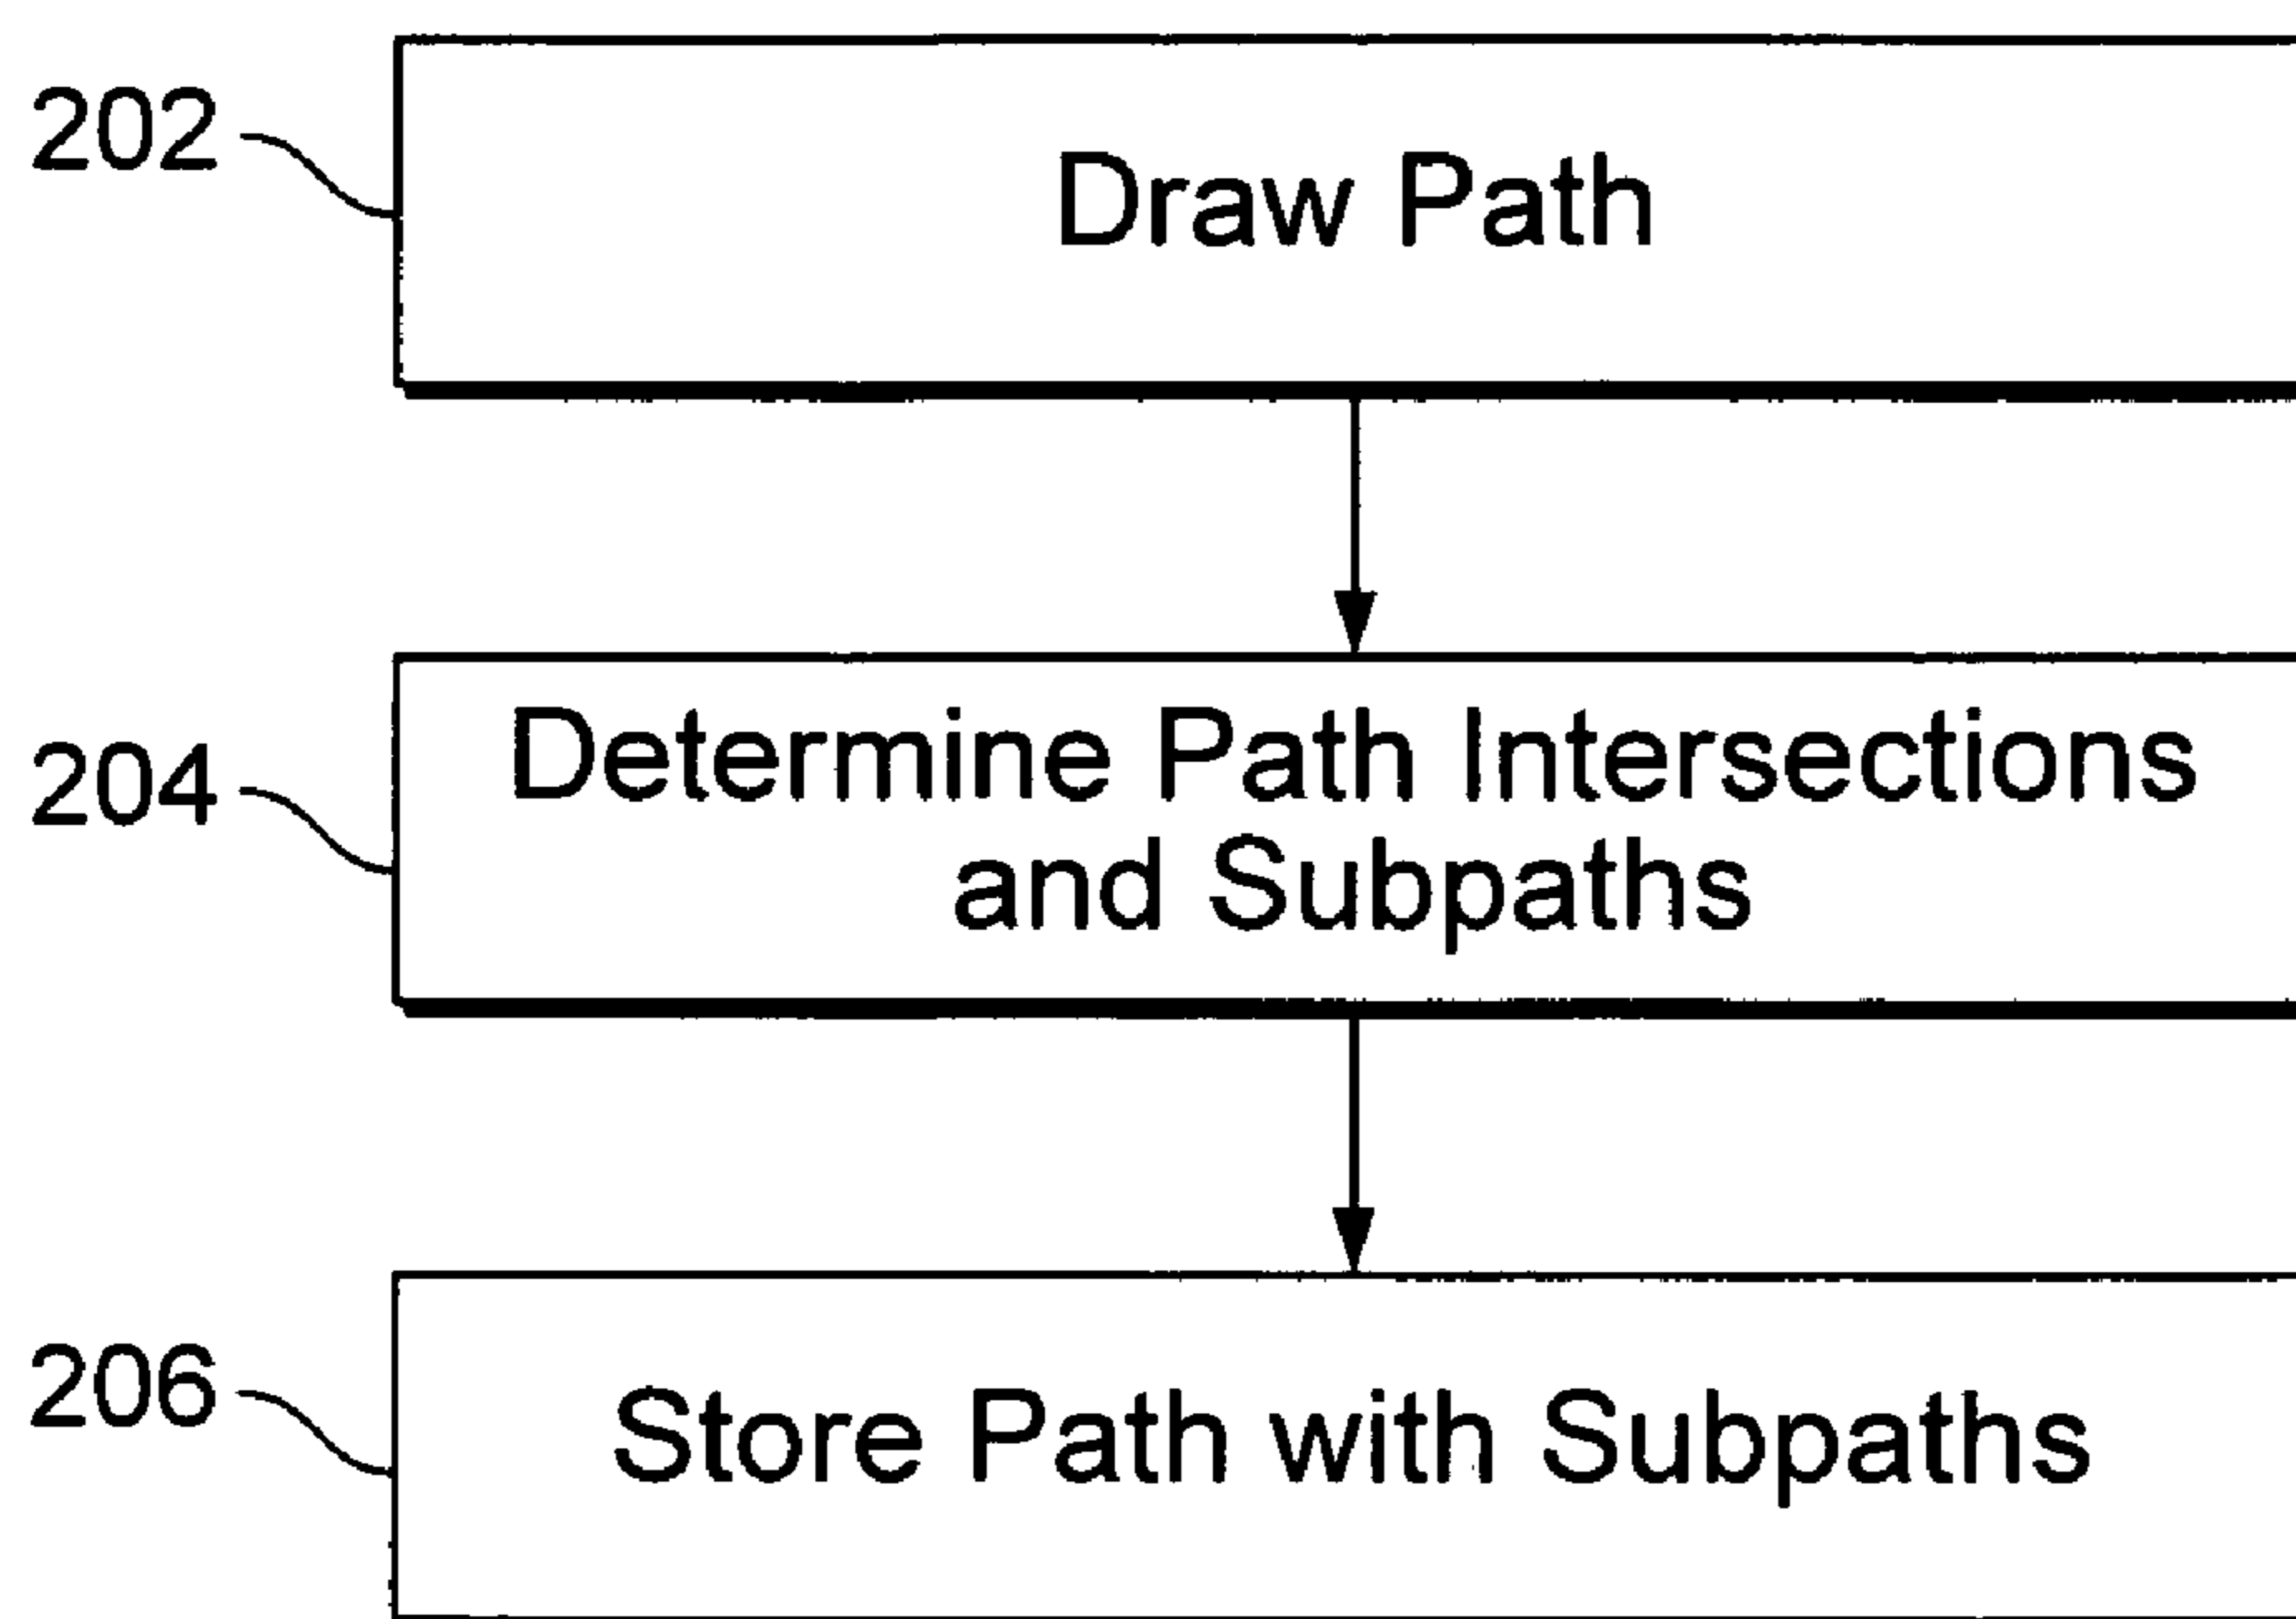 202
Draw Path
204
Determine Path Intersections
and Subpaths
206
Store Path with Subpaths